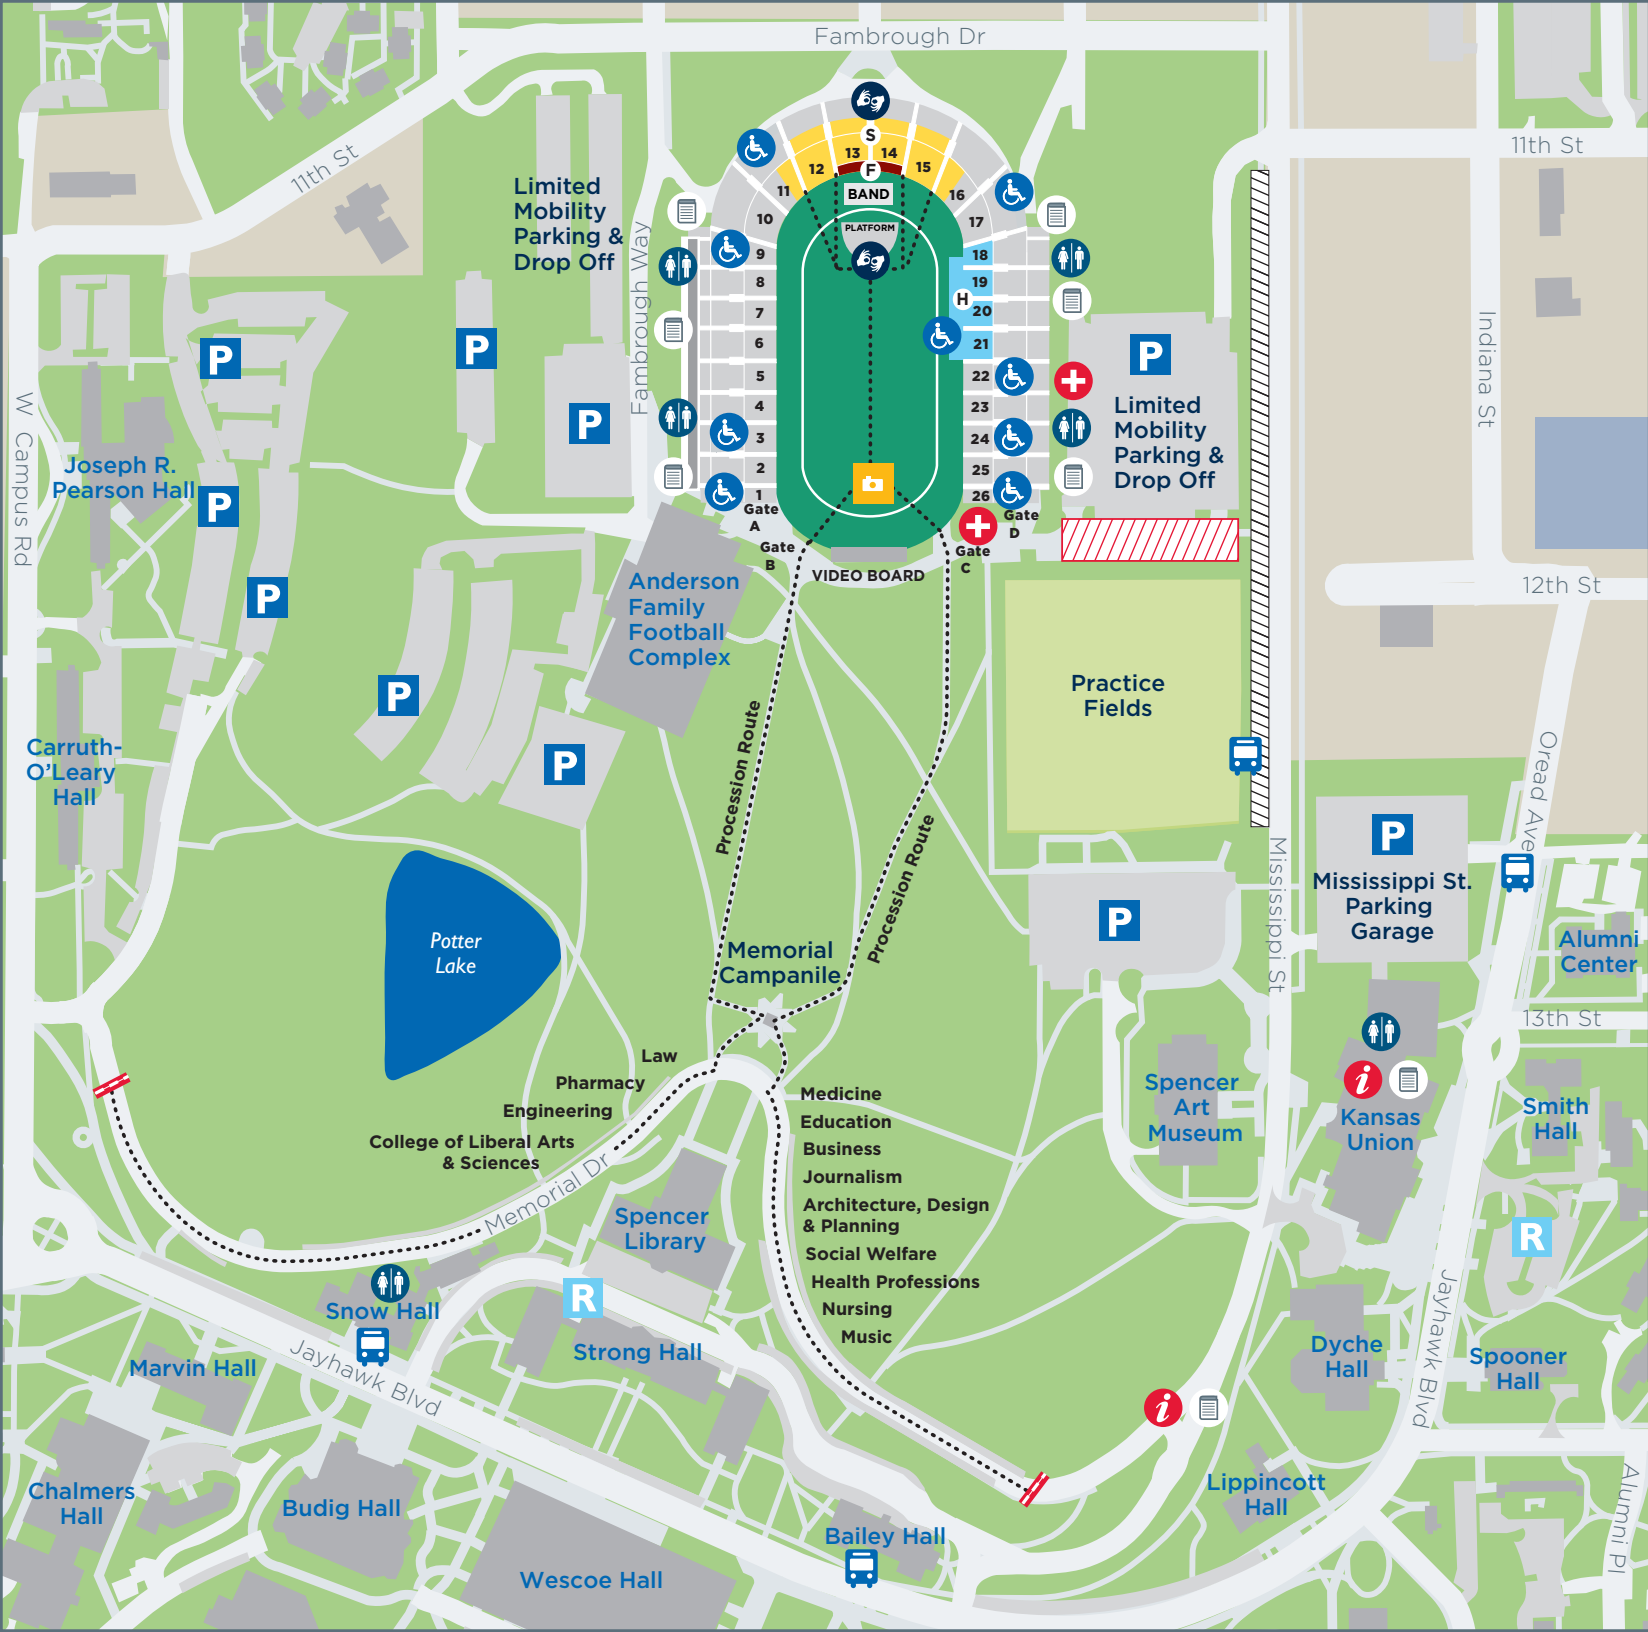 Fambrough Dr
11th St
11th St
Limited
Mobility
Parking &
Drop Off
Fambrough Way
S
13
14
12
15
F
11
16
BAND
10
17
PLATFORM
9
18
8
19
H
7
20
6
21
5
22
4
23
3
24
2
25
1
26
Gate
A
Gate
B
Gate
C
Gate
D
VIDEO BOARD
P
P
P
P
P
P
P
P
Limited
Mobility
Parking &
Drop Off
Indiana St
W Campus Rd
Joseph R.
Pearson Hall
12th St
Anderson
Family
Football
Complex
Practice
Fields
Carruth-
O'Leary
Hall
Procession Route
Procession Route
Oread Ave
Mississippi St
P
Mississippi St.
Parking
Garage
P
Potter
Lake
Memorial
Campanile
Alumni
Center
13th St
Law
Pharmacy
Engineering
College of Liberal Arts
& Sciences
Memorial Dr
Medicine
Education
Business
Journalism
Architecture, Design
& Planning
Social Welfare
Health Professions
Nursing
Music
Spencer
Art
Museum
i
Kansas
Union
Smith
Hall
Spencer
Library
R
R
Snow Hall
Strong Hall
Marvin Hall
Jayhawk Blvd
Jayhawk Blvd
Dyche
Hall
Spooner
Hall
i
Chalmers
Hall
Budig Hall
Lippincott
Hall
Alumni Pl
Bailey Hall
Wescoe Hall